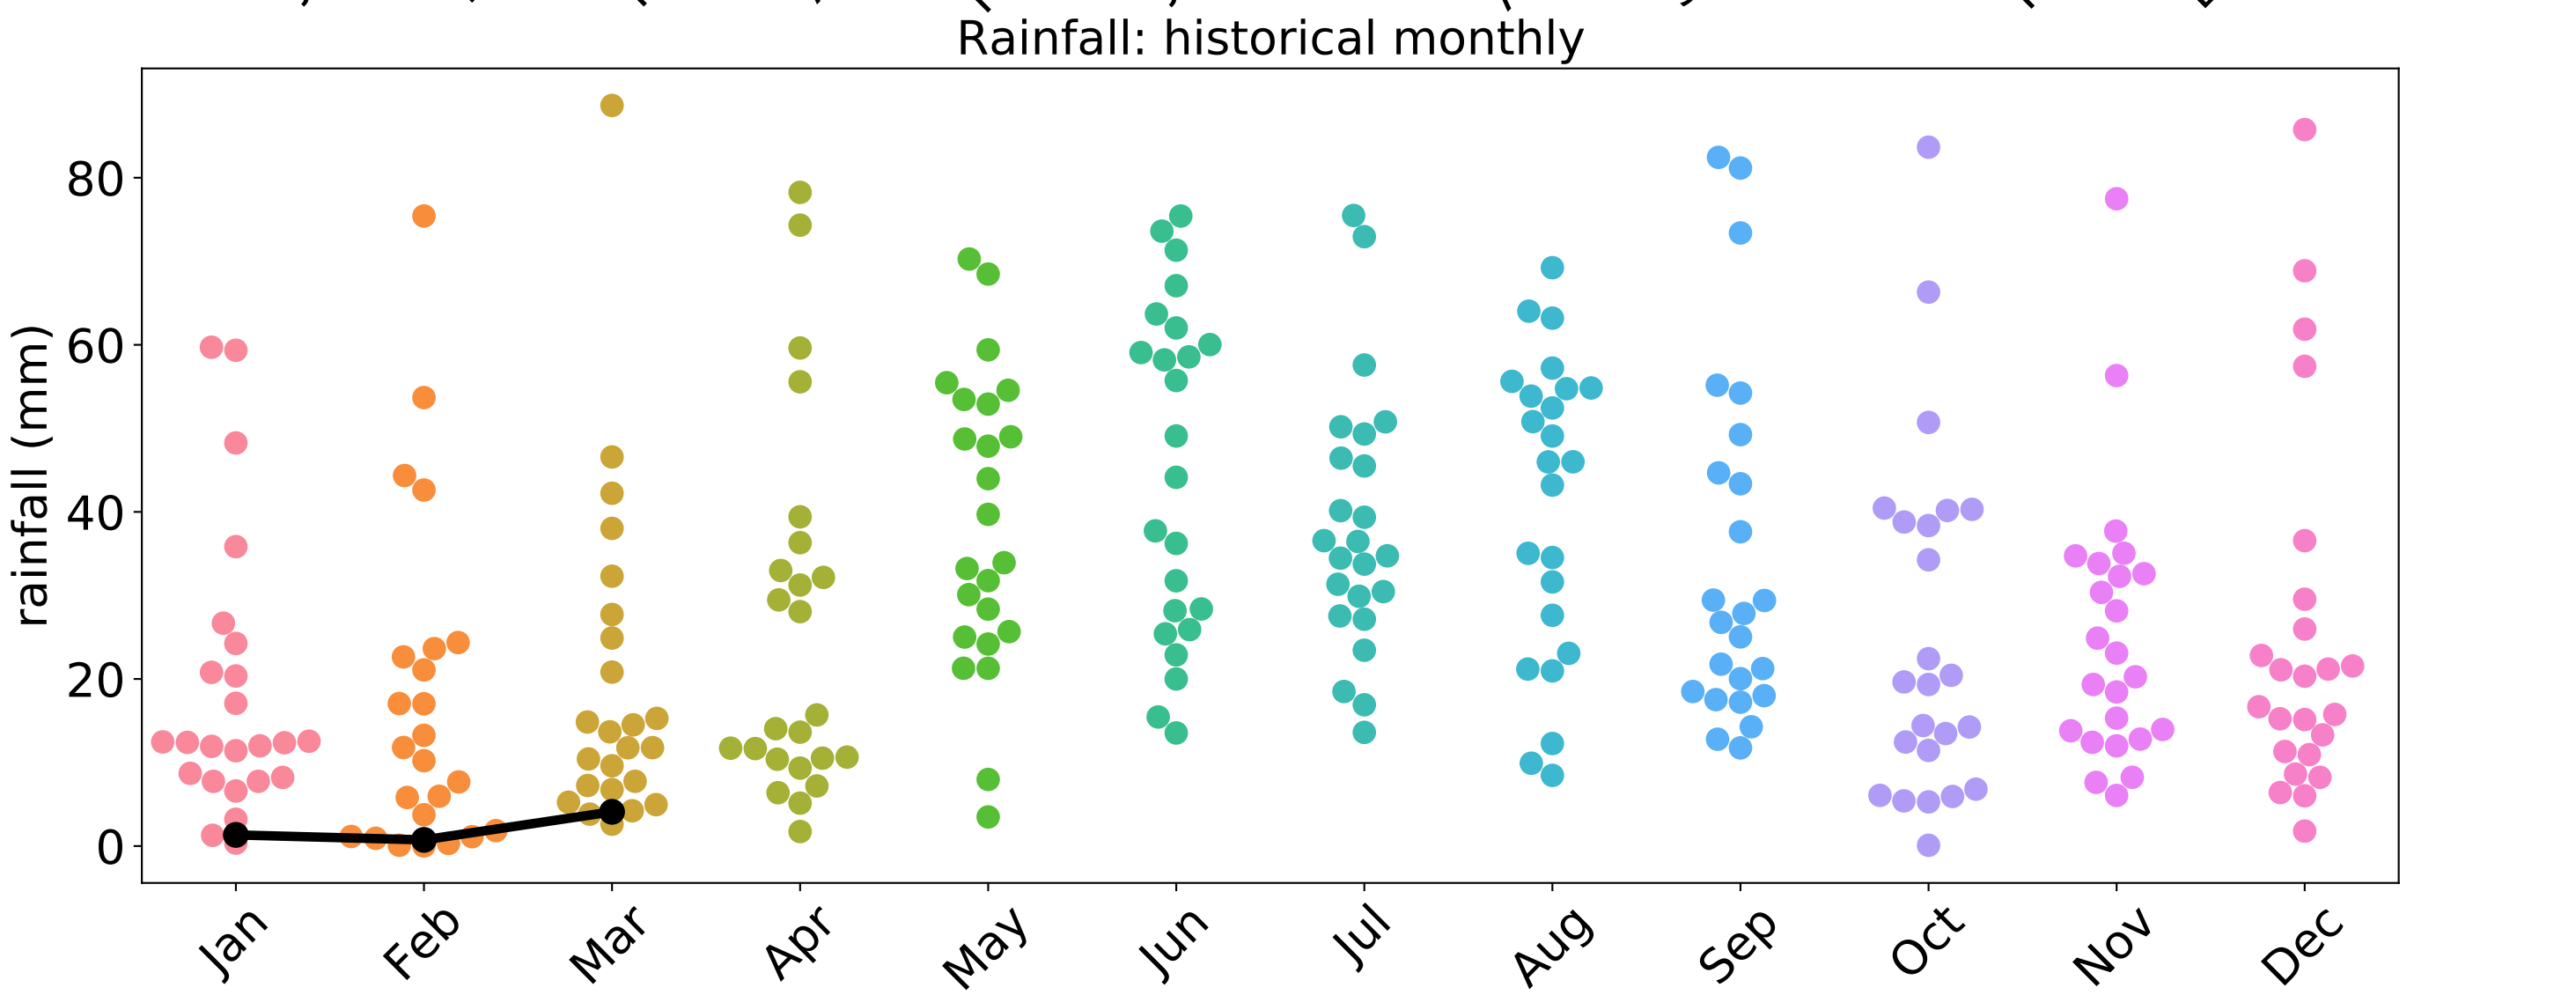 Rainfall: historical monthly
rainfall (mm)
80
60
40
20
0
Jan
Feb
Mar
Apr
May
Jun
Jul
Aug
Sep
Oct
Nov
Dec